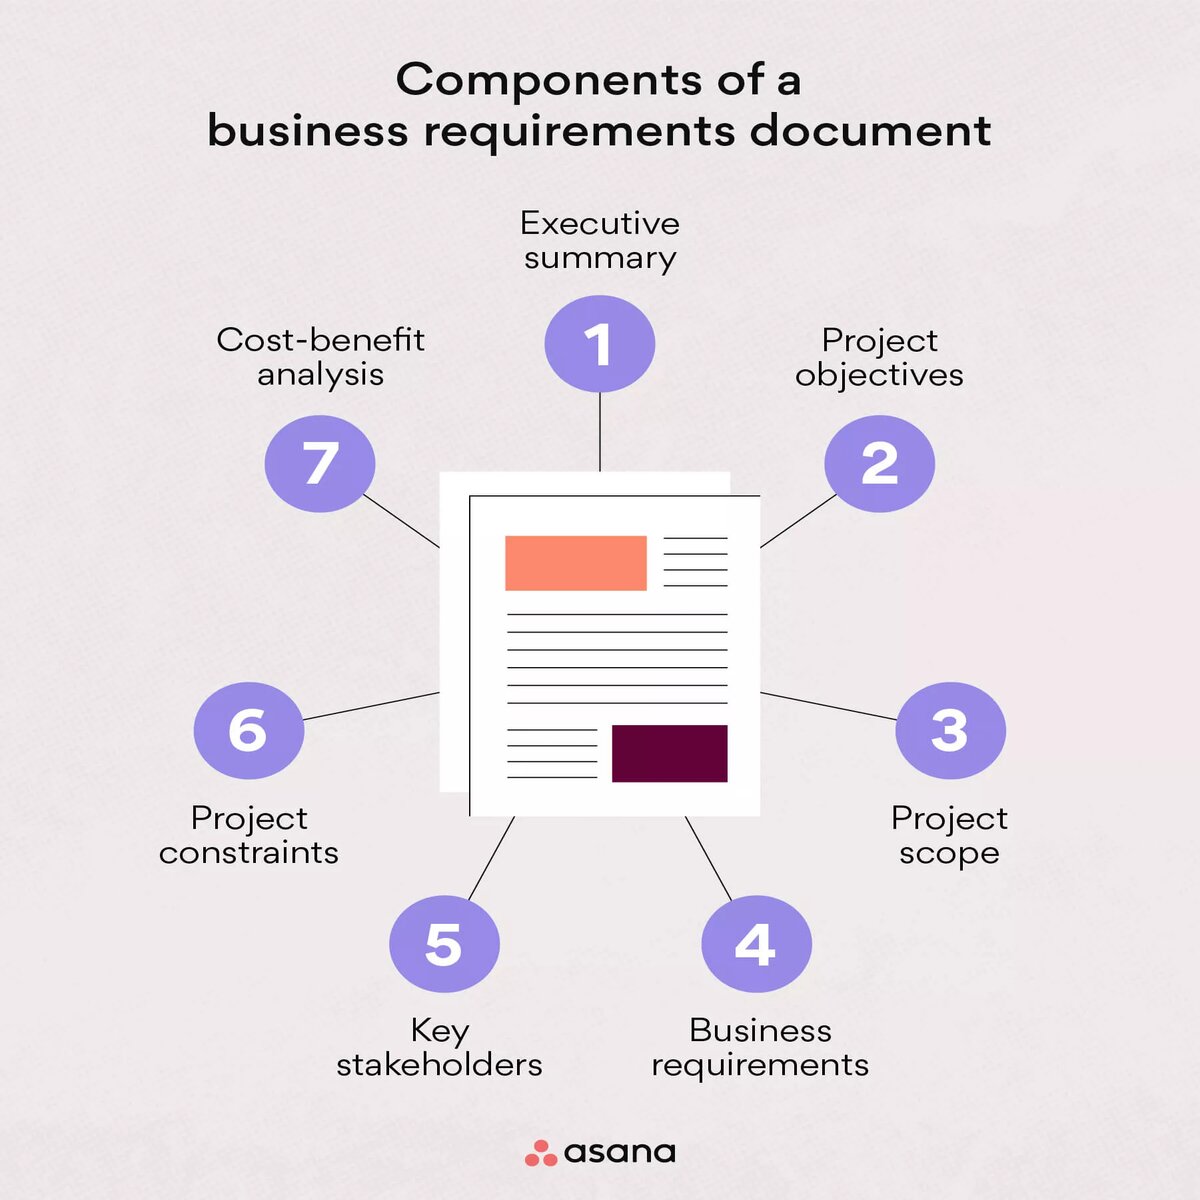 Components of a
business requirements document
Executive
summary
1
Project
objectives
2
3
Project
scope
4
Business
requirements
5
Key
stakeholders
6
Project
constraints
Cost-benefit
analysis
7
asana